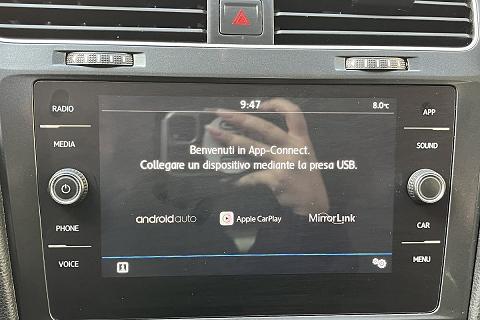 RADIO
MEDIA
PHONE
VOICE
9:47
8.0°C
Benvenuti in App-Connect.
Collegare un dispositivo mediante la presa USB.
androidauto
Apple CarPlay
MirrorLink
APP
SOUND
CAR
MENU